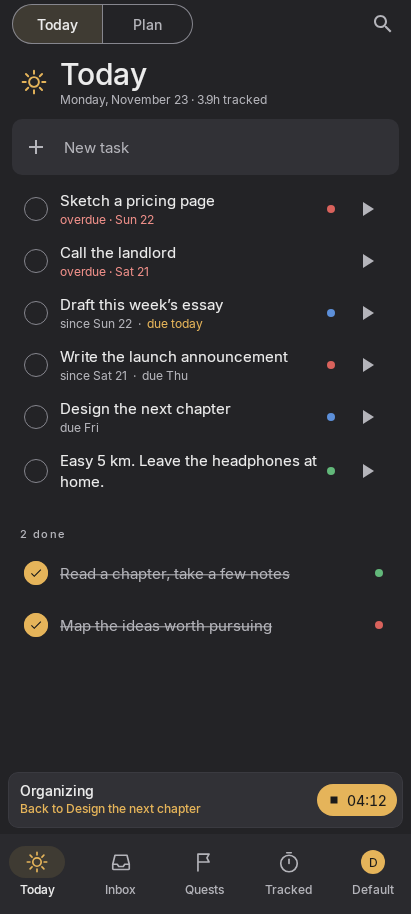 Today
Plan
Today
Monday, November 23 · 3.9h tracked
New task
Sketch a pricing page
overdue · Sun 22
Call the landlord
overdue · Sat 21
Draft this week’s essay
since Sun 22 · due today
Write the launch announcement
since Sat 21 · due Thu
Design the next chapter
due Fri
Easy 5 km. Leave the headphones at
home.
2 done
Read a chapter, take a few notes
Map the ideas worth pursuing
Organizing
Back to Design the next chapter
04:12
D
Today
Inbox
Quests
Tracked
Default